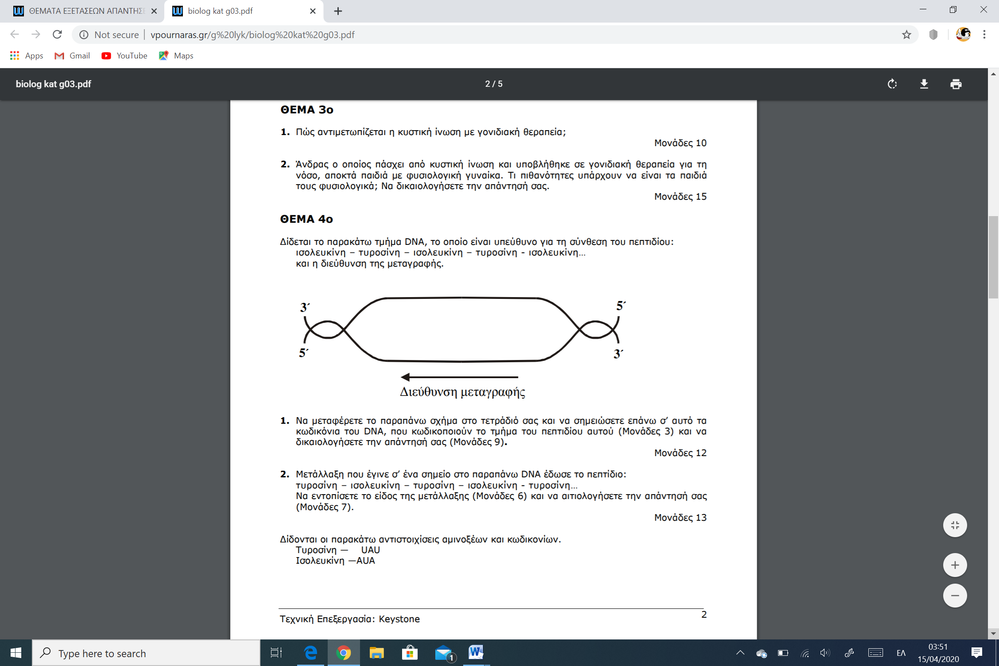 ΘΕΜΑΤΑ ΕΞΕΤΑΣΕΩΝ ΑΠΑΝΤΗΣΕ
biolog kat g03.pdf
Not secure | vpournaras.gr/g%20lyk/biolog%20kat%20g03.pdf
Apps Gmail YouTube Maps
biolog kat g03.pdf 2 / 5
ΘΕΜΑ 3ο
1. Πώς αντιμετωπίζεται η κυστική ίνωση με γονιδιακή θεραπεία;
Μονάδες 10
2. Άνδρας ο οποίος πάσχει από κυστική ίνωση και υποβλήθηκε σε γονιδιακή θεραπεία για τη
νόσο, αποκτά παιδιά με φυσιολογική γυναίκα. Τι πιθανότητες υπάρχουν να είναι τα παιδιά
τους φυσιολογικά; Να δικαιολογήσετε την απάντησή σας.
Μονάδες 15
ΘΕΜΑ 4ο
Δίδεται το παρακάτω τμήμα DNA, το οποίο είναι υπεύθυνο για τη σύνθεση του πεπτιδίου:
ισολευκίνη – τυροσίνη – ισολευκίνη – τυροσίνη - ισολευκίνη...
και η διεύθυνση της μεταγραφής.
3´ 5´
5´ 3´
Διεύθυνση μεταγραφής
1. Να μεταφέρετε το παραπάνω σχήμα στο τετράδιό σας και να σημειώσετε επάνω σ’ αυτό τα
κωδικόνια του DNA, που κωδικοποιούν το τμήμα του πεπτιδίου αυτού (Μονάδες 3) και να
δικαιολογήσετε την απάντησή σας (Μονάδες 9).
Μονάδες 12
2. Μετάλλαξη που έγινε σ’ ένα σημείο στο παραπάνω DNA έδωσε το πεπτίδιο:
τυροσίνη – ισολευκίνη – τυροσίνη – ισολευκίνη - τυροσίνη...
Να εντοπίσετε το είδος της μετάλλαξης (Μονάδες 6) και να αιτιολογήσετε την απάντησή σας
(Μονάδες 7).
Μονάδες 13
Δίδονται οι παρακάτω αντιστοιχίσεις αμινοξέων και κωδικονίων.
Τυροσίνη — UAU
Ισολευκίνη —AUA
2
Τεχνική Επεξεργασία: Keystone
Type here to search
1
ΕΛ
03:51
15/04/2020